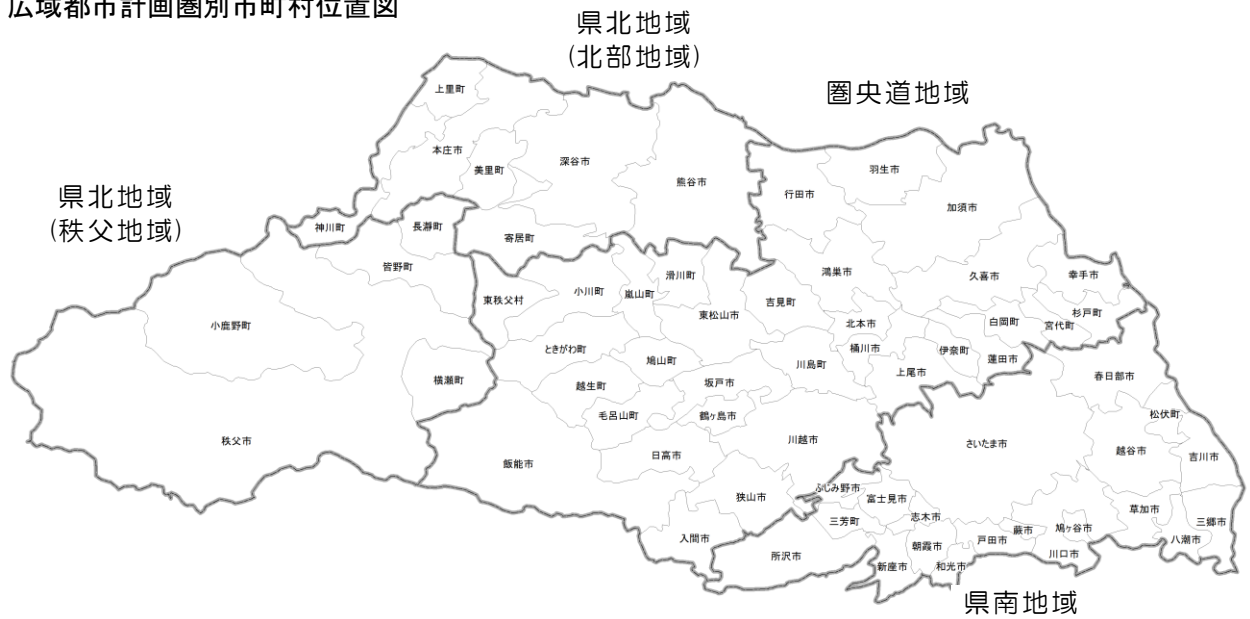 広域都市計画圏別市町村位置図
県北地域
(北部地域)
圏央道地域
県北地域
(秩父地域)
上里町
本庄市
美里町
深谷市
熊谷市
行田市
羽生市
加須市
神川町
長瀞町
寄居町
皆野町
鴻巣市
久喜市
幸手市
東秩父村
小川町
嵐山町
滑川町
東松山市
吉見町
小鹿野町
北本市
白岡町
宮代町
杉戸町
ときがわ町
鳩山町
川島町
桶川市
伊奈町
蓮田市
上尾市
春日部市
横瀬町
越生町
坂戸市
毛呂山町
鶴ヶ島市
松伏町
秩父市
飯能市
日高市
川越市
さいたま市
越谷市
吉川市
狭山市
ふじみ野市
富士見市
志木市
三芳町
入間市
所沢市
新座市
朝霞市
和光市
戸田市
蕨市
鳩ヶ谷市
川口市
草加市
八潮市
三郷市
県南地域